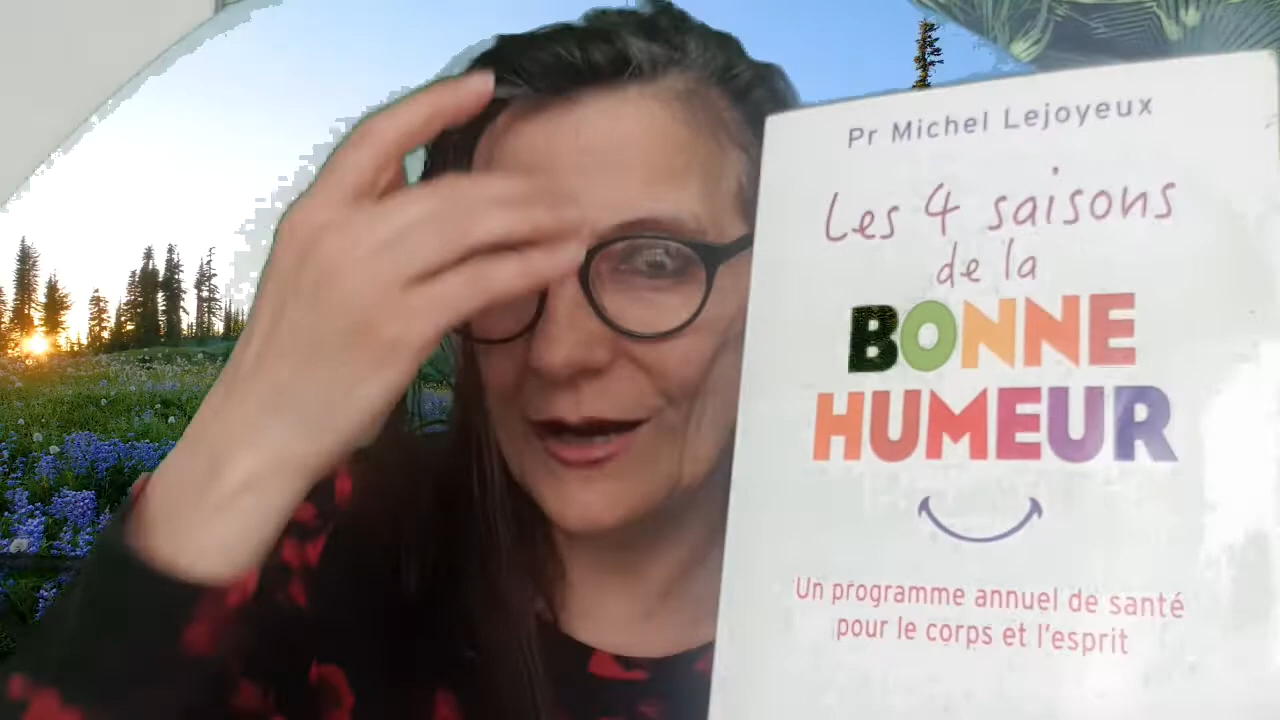 Pr Michel Lejoyeux
Les 4 saisons
de la
BONNE
HUMEUR
Un programme annuel de santé
pour le corps et l'esprit